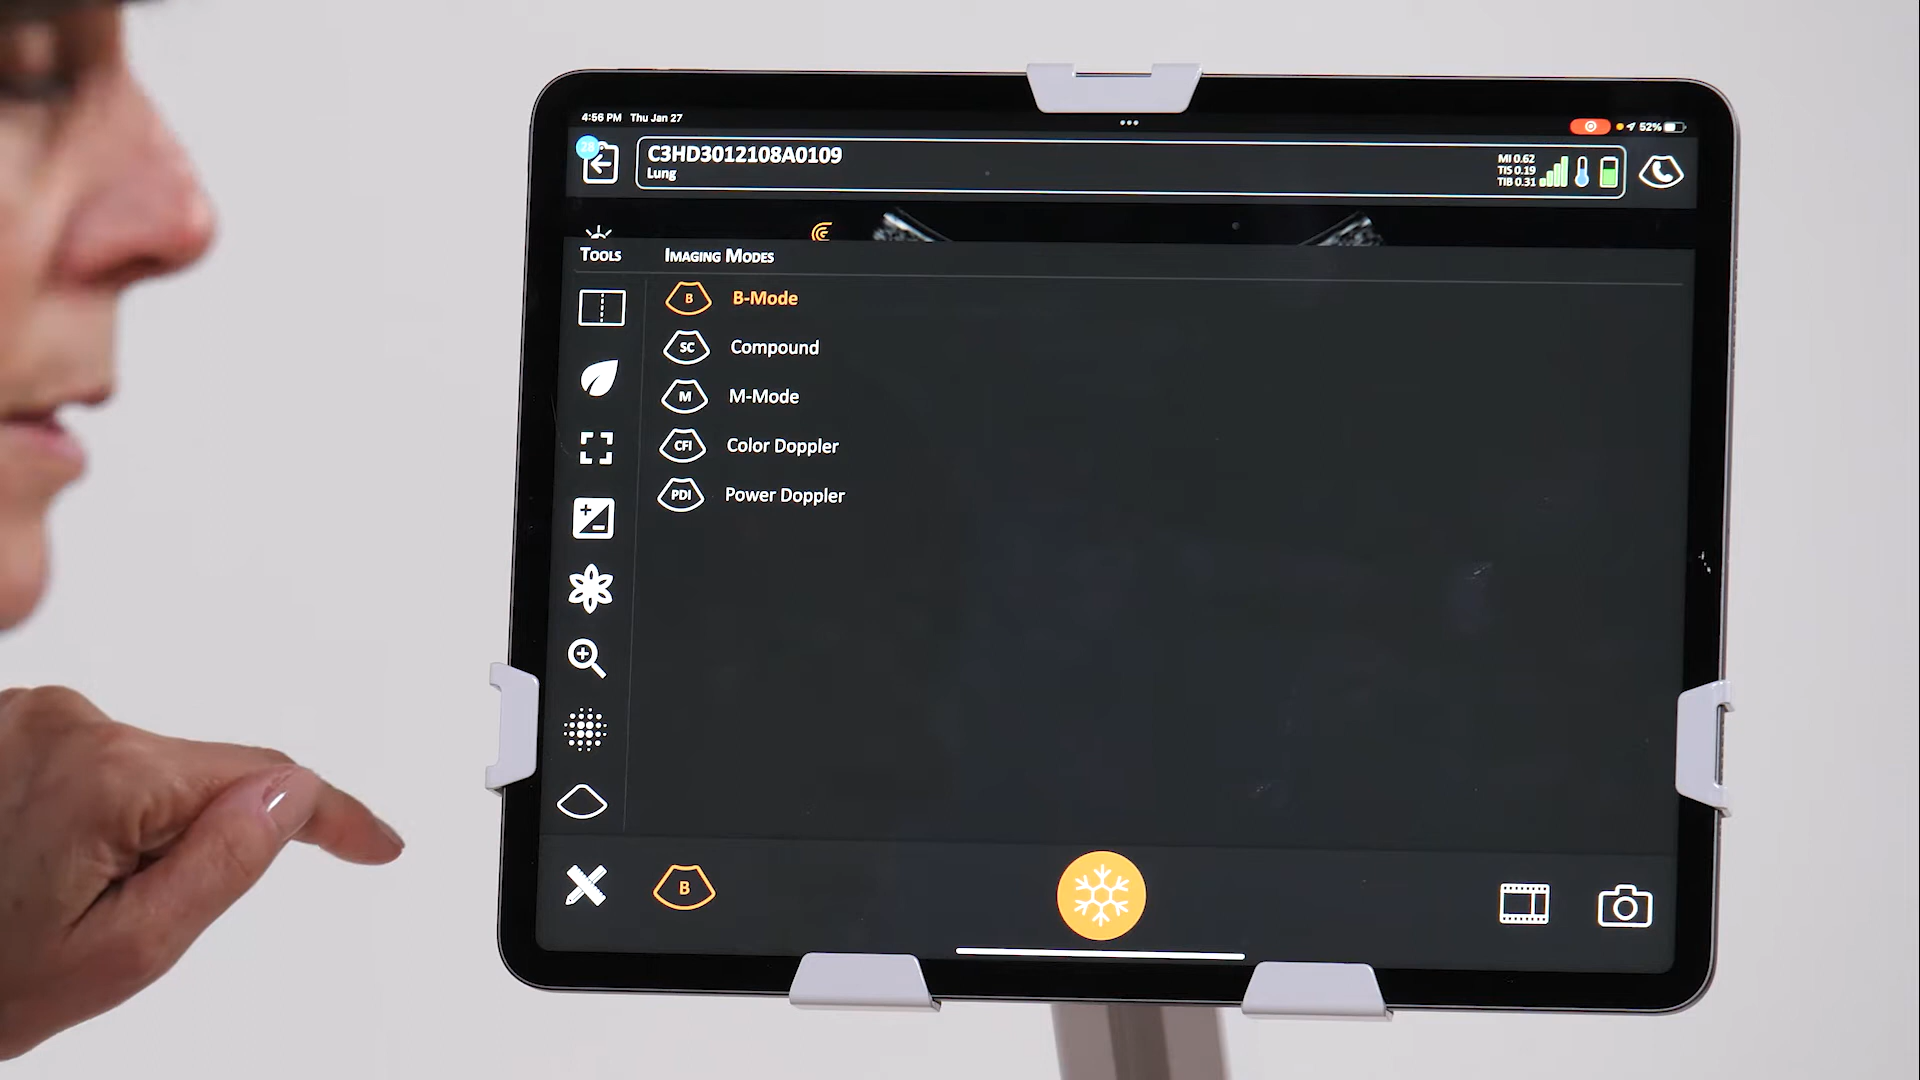 4:56 PM Thu Jan 27
52%
28
C3HD3012108A0109
Lung
MI 0.62
TIS 0.19
TIB 0.31
Tools
Imaging Modes
B B-Mode
SC Compound
M M-Mode
CFI Color Doppler
PDI Power Doppler
B